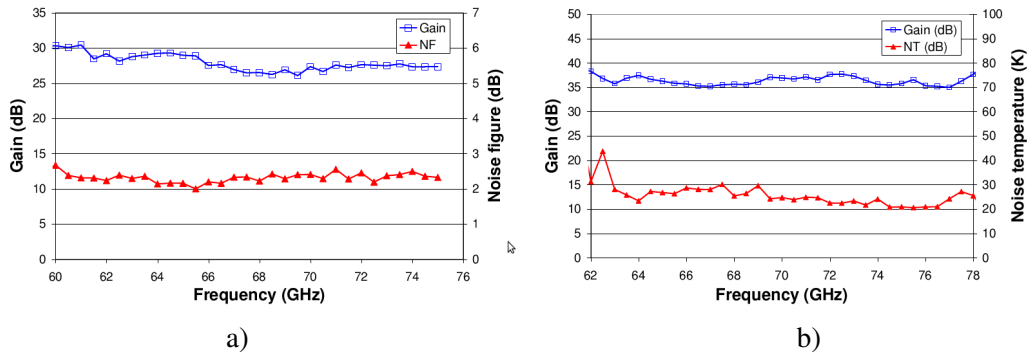 35
30
25
20
15
10
5
0
Gain (dB)
Gain
NF
7
6
5
4
3
2
1
0
Noise figure (dB)
60 62 64 66 68 70 72 74 76
Frequency (GHz)
a)
50
45
40
35
30
25
20
15
10
5
0
Gain (dB)
Gain (dB)
NT (dB)
100
90
80
70
60
50
40
30
20
10
0
Noise temperature (K)
62 64 66 68 70 72 74 76 78
Frequency (GHz)
b)